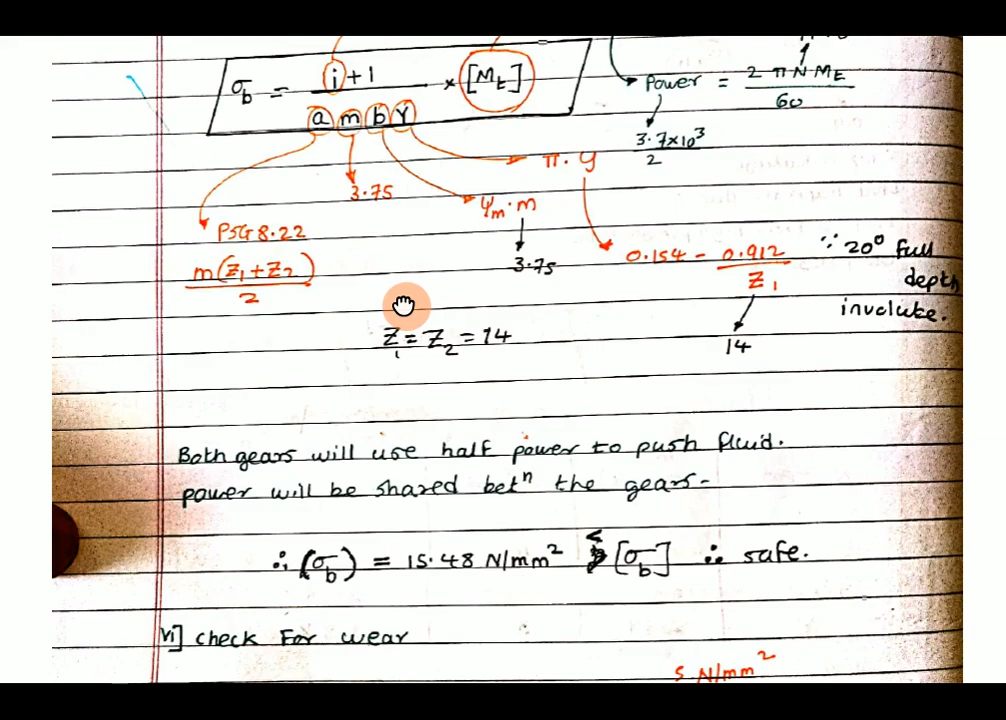 σb = i+1 / a m b Y × [Mt]
Power = 2πNMt / 60
3.7×10³ / 2
π·y
3.75
ψm·m
3.75
PSG 8.22
m(Z1+Z2) / 2
0.154 - 0.912 / Z1
∵ 20° full
depth
involute.
Z1 = Z2 = 14
14
Both gears will use half power to push fluid.
power will be shared betⁿ the gears-
∴ (σb) = 15.48 N/mm² < [σb] ∴ safe.
vi] check For wear
5 N/mm²